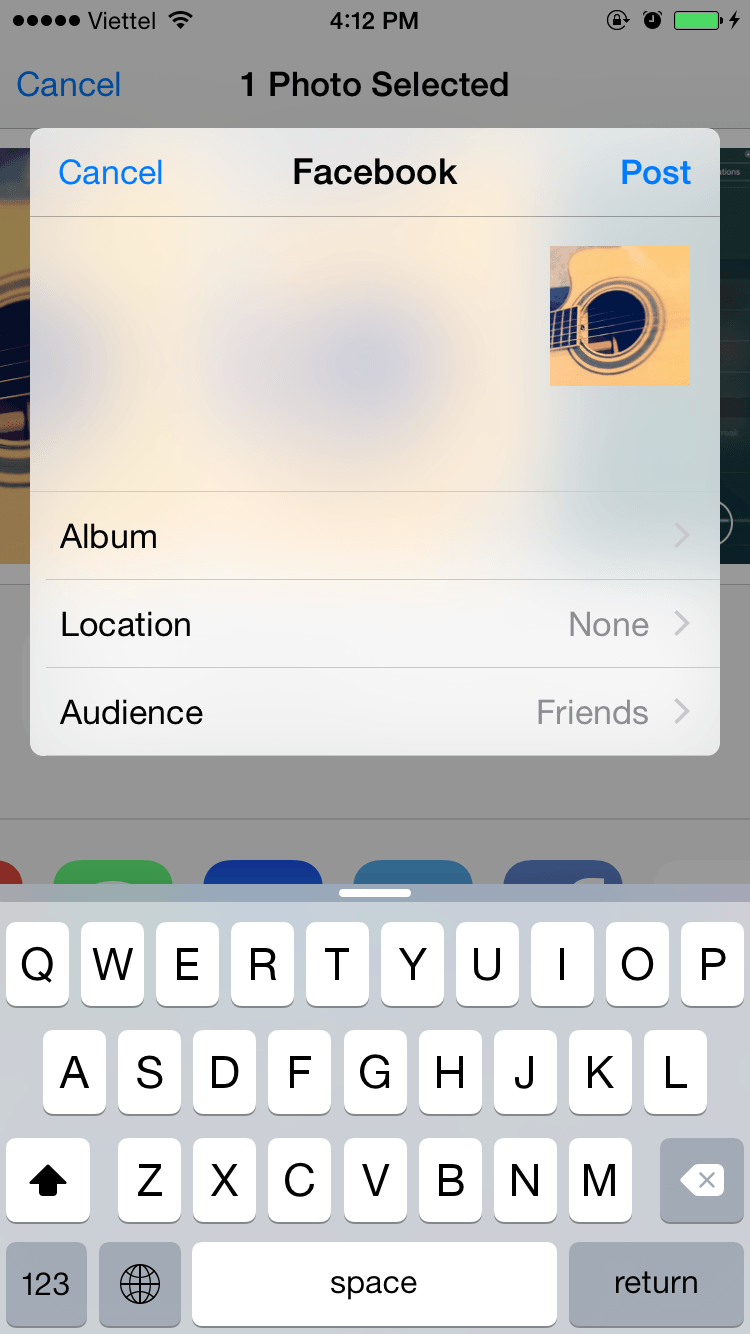 Viettel 4:12 PM
Cancel 1 Photo Selected
Cancel Facebook Post
Album
Location None
Audience Friends
Q W E R T Y U I O P
A S D F G H J K L
Z X C V B N M
123 space return